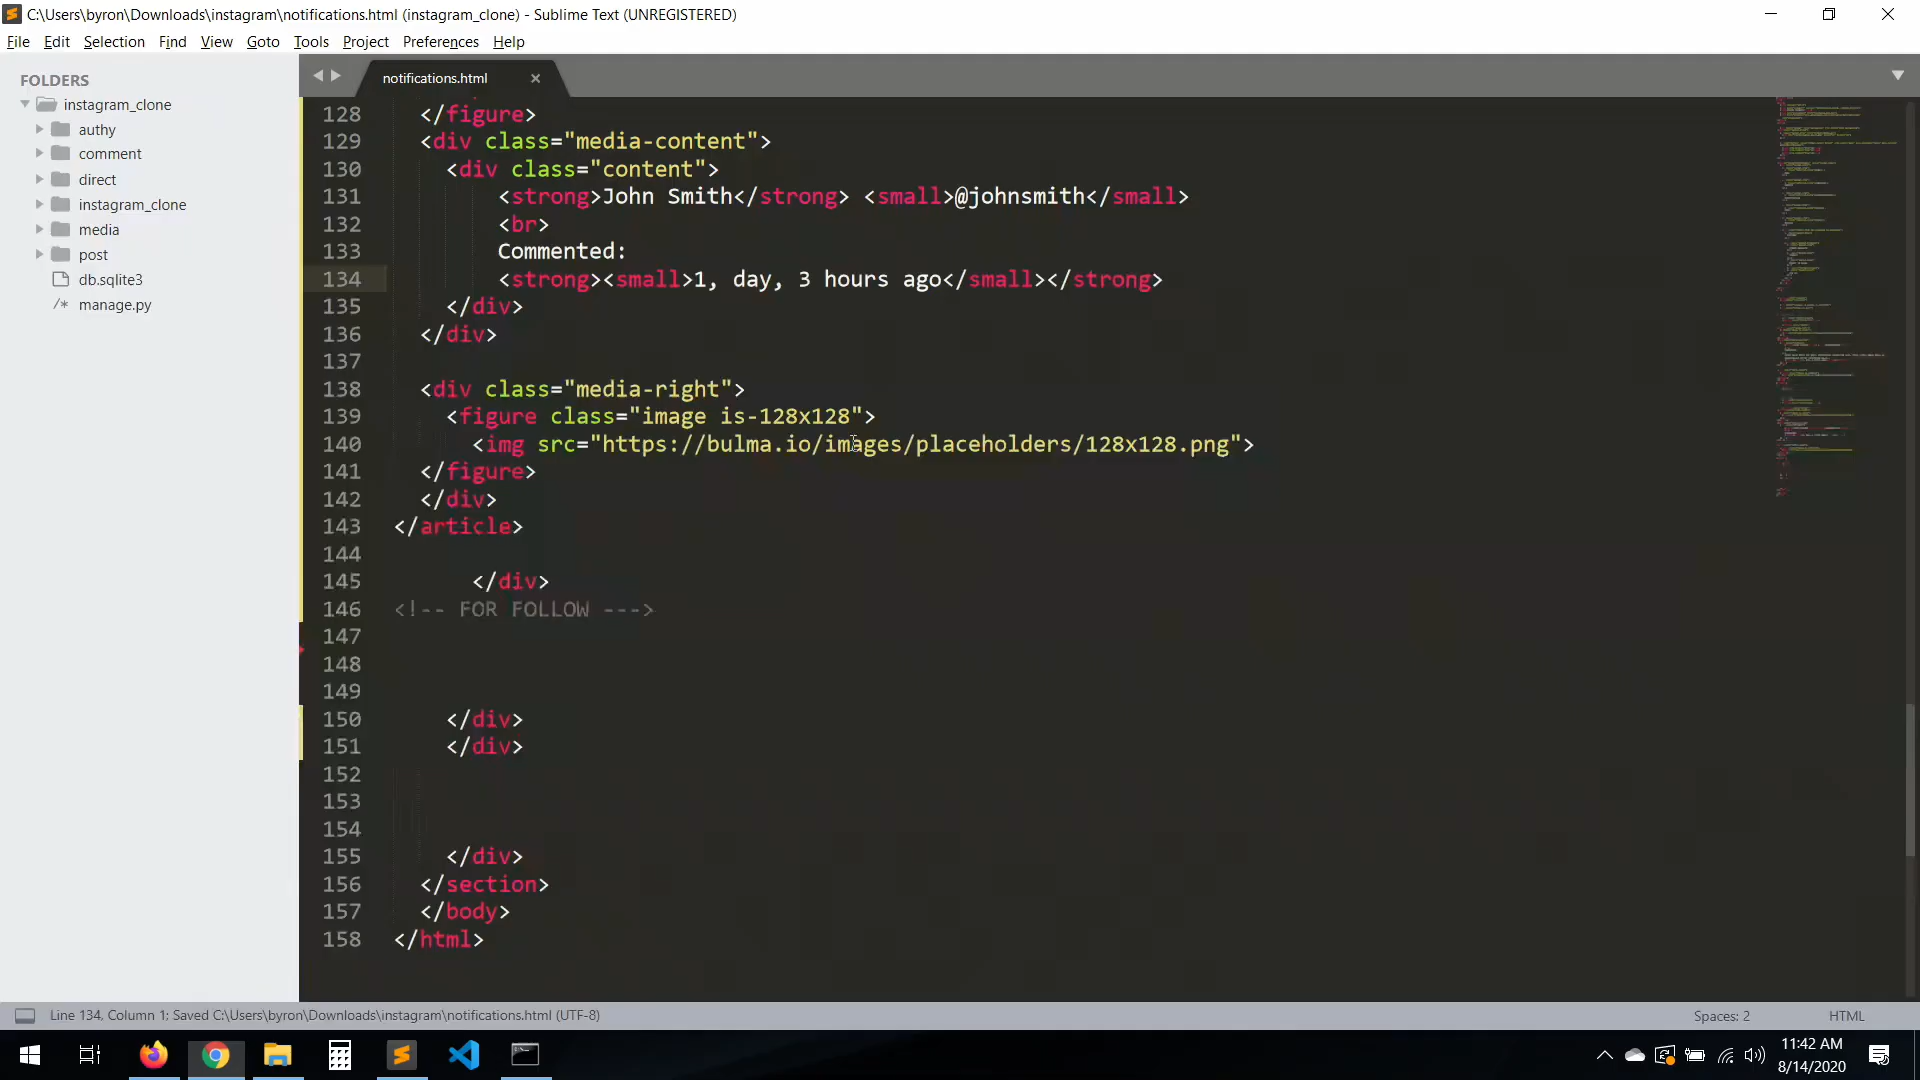 C:\Users\byron\Downloads\instagram\notifications.html (instagram_clone) - Sublime Text (UNREGISTERED)
File Edit Selection Find View Goto Tools Project Preferences Help
FOLDERS
instagram_clone
authy
comment
direct
instagram_clone
media
post
db.sqlite3
/* manage.py
notifications.html
128 </figure>
129 <div class="media-content">
130 <div class="content">
131 <strong>John Smith</strong> <small>@johnsmith</small>
132 <br>
133 Commented:
134 <strong><small>1, day, 3 hours ago</small></strong>
135 </div>
136 </div>
137
138 <div class="media-right">
139 <figure class="image is-128x128">
140 <img src="https://bulma.io/images/placeholders/128x128.png">
141 </figure>
142 </div>
143 </article>
144
145 </div>
146 <!-- FOR FOLLOW --->
147
148
149
150 </div>
151 </div>
152
153
154
155 </div>
156 </section>
157 </body>
158 </html>
Line 134, Column 1; Saved C:\Users\byron\Downloads\instagram\notifications.html (UTF-8)
Spaces: 2
HTML
11:42 AM
8/14/2020